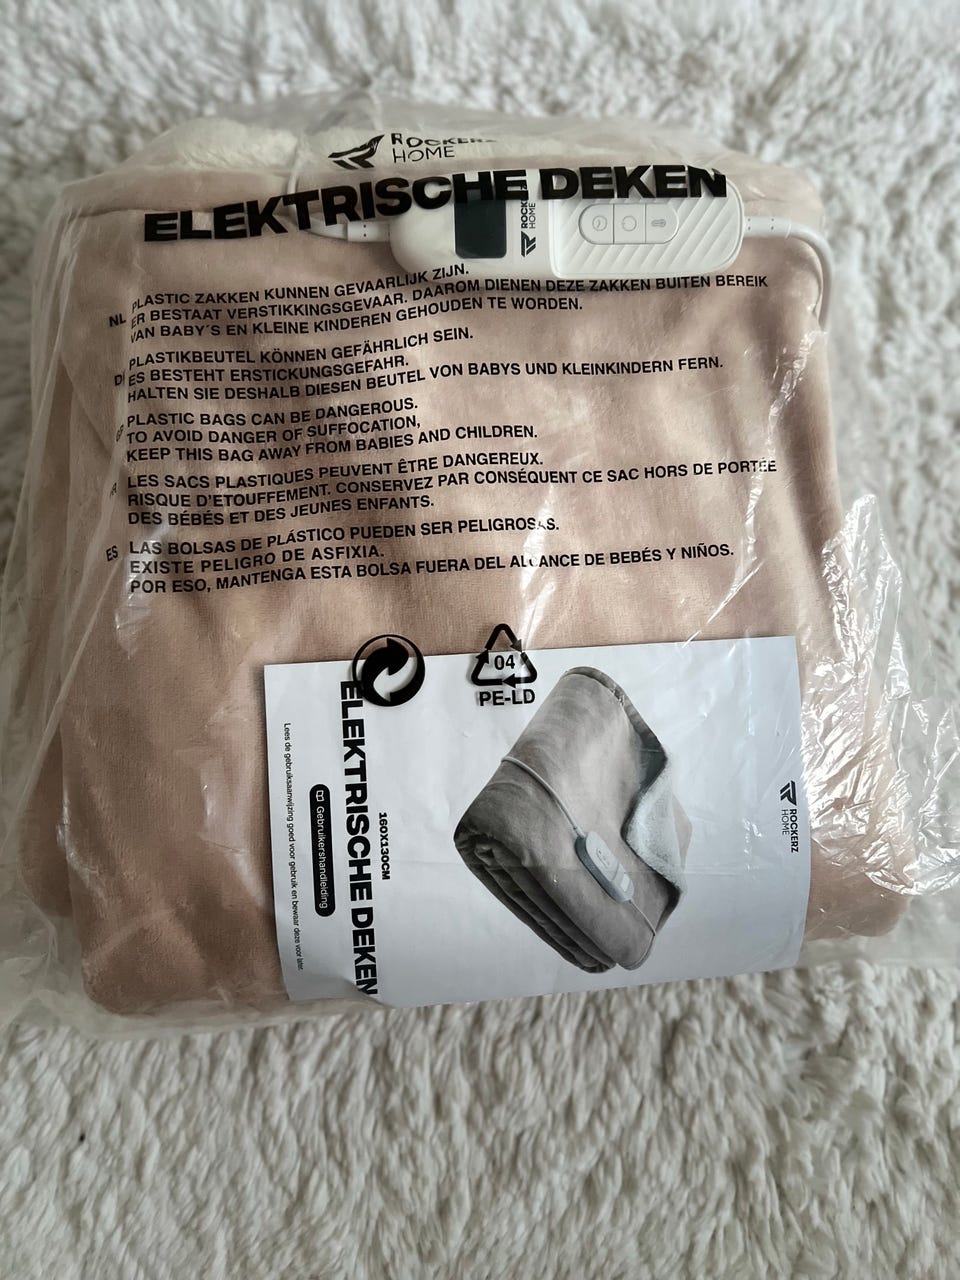 ROCKERZ
HOME
ELEKTRISCHE DEKEN
ROCKERZ
HOME
NL
PLASTIC ZAKKEN KUNNEN GEVAARLIJK ZIJN.
ER BESTAAT VERSTIKKINGSGEVAAR. DAAROM DIENEN DEZE ZAKKEN BUITEN BEREIK
VAN BABY´S EN KLEINE KINDEREN GEHOUDEN TE WORDEN.
PLASTIKBEUTEL KÖNNEN GEFÄHRLICH SEIN.
ES BESTEHT ERSTICKUNGSGEFAHR.
HALTEN SIE DESHALB DIESEN BEUTEL VON BABYS UND KLEINKINDERN FERN.
PLASTIC BAGS CAN BE DANGEROUS.
TO AVOID DANGER OF SUFFOCATION,
KEEP THIS BAG AWAY FROM BABIES AND CHILDREN.
LES SACS PLASTIQUES PEUVENT ÊTRE DANGEREUX.
RISQUE D'ETOUFFEMENT. CONSERVEZ PAR CONSÉQUENT CE SAC HORS DE PORTÉE
DES BÉBÉS ET DES JEUNES ENFANTS.
ES
LAS BOLSAS DE PLÁSTICO PUEDEN SER PELIGROSAS.
EXISTE PELIGRO DE ASFIXIA.
POR ESO, MANTENGA ESTA BOLSA FUERA DEL ALCANCE DE BEBÉS Y NIÑOS.
04
PE-LD
ROCKERZ
HOME
160X130CM
ELEKTRISCHE DEKEN
Gebruikershandleiding
Lees de gebruiksaanwijzing goed voor gebruik en bewaar deze voor later.